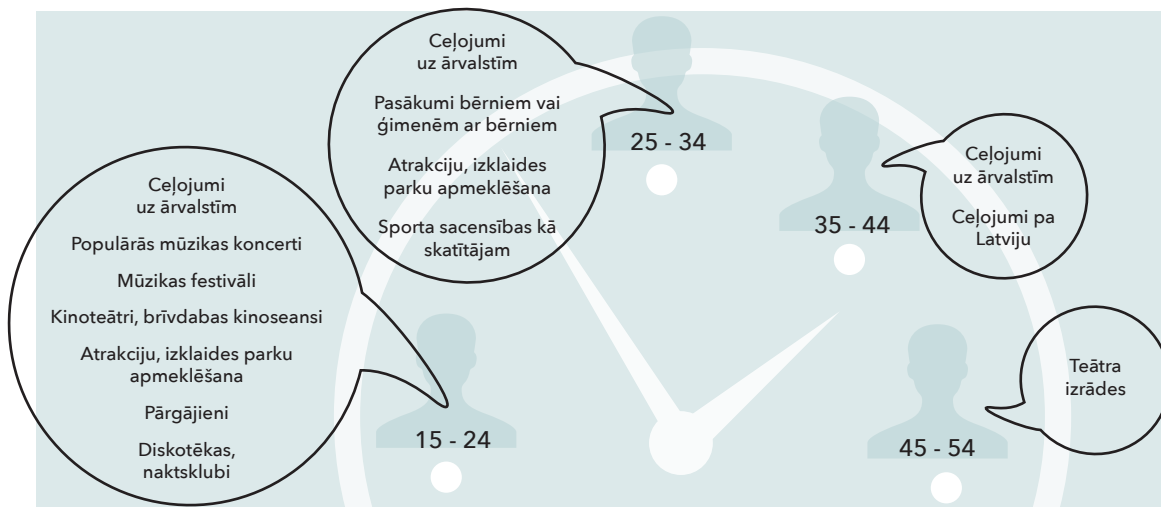 Ceļojumi
uz ārvalstīm
Populārās mūzikas koncerti
Mūzikas festivāli
Kinoteātri, brīvdabas kinoseansi
Atrakciju, izklaides parku
apmeklēšana
Pārgājieni
Diskotēkas,
naktsklubi
15 - 24
Ceļojumi
uz ārvalstīm
Pasākumi bērniem vai
ģimenēm ar bērniem
Atrakciju, izklaides
parku apmeklēšana
Sporta sacensības kā
skatītājam
25 - 34
Ceļojumi
uz ārvalstīm
Ceļojumi pa
Latviju
35 - 44
Teātra
izrādes
45 - 54